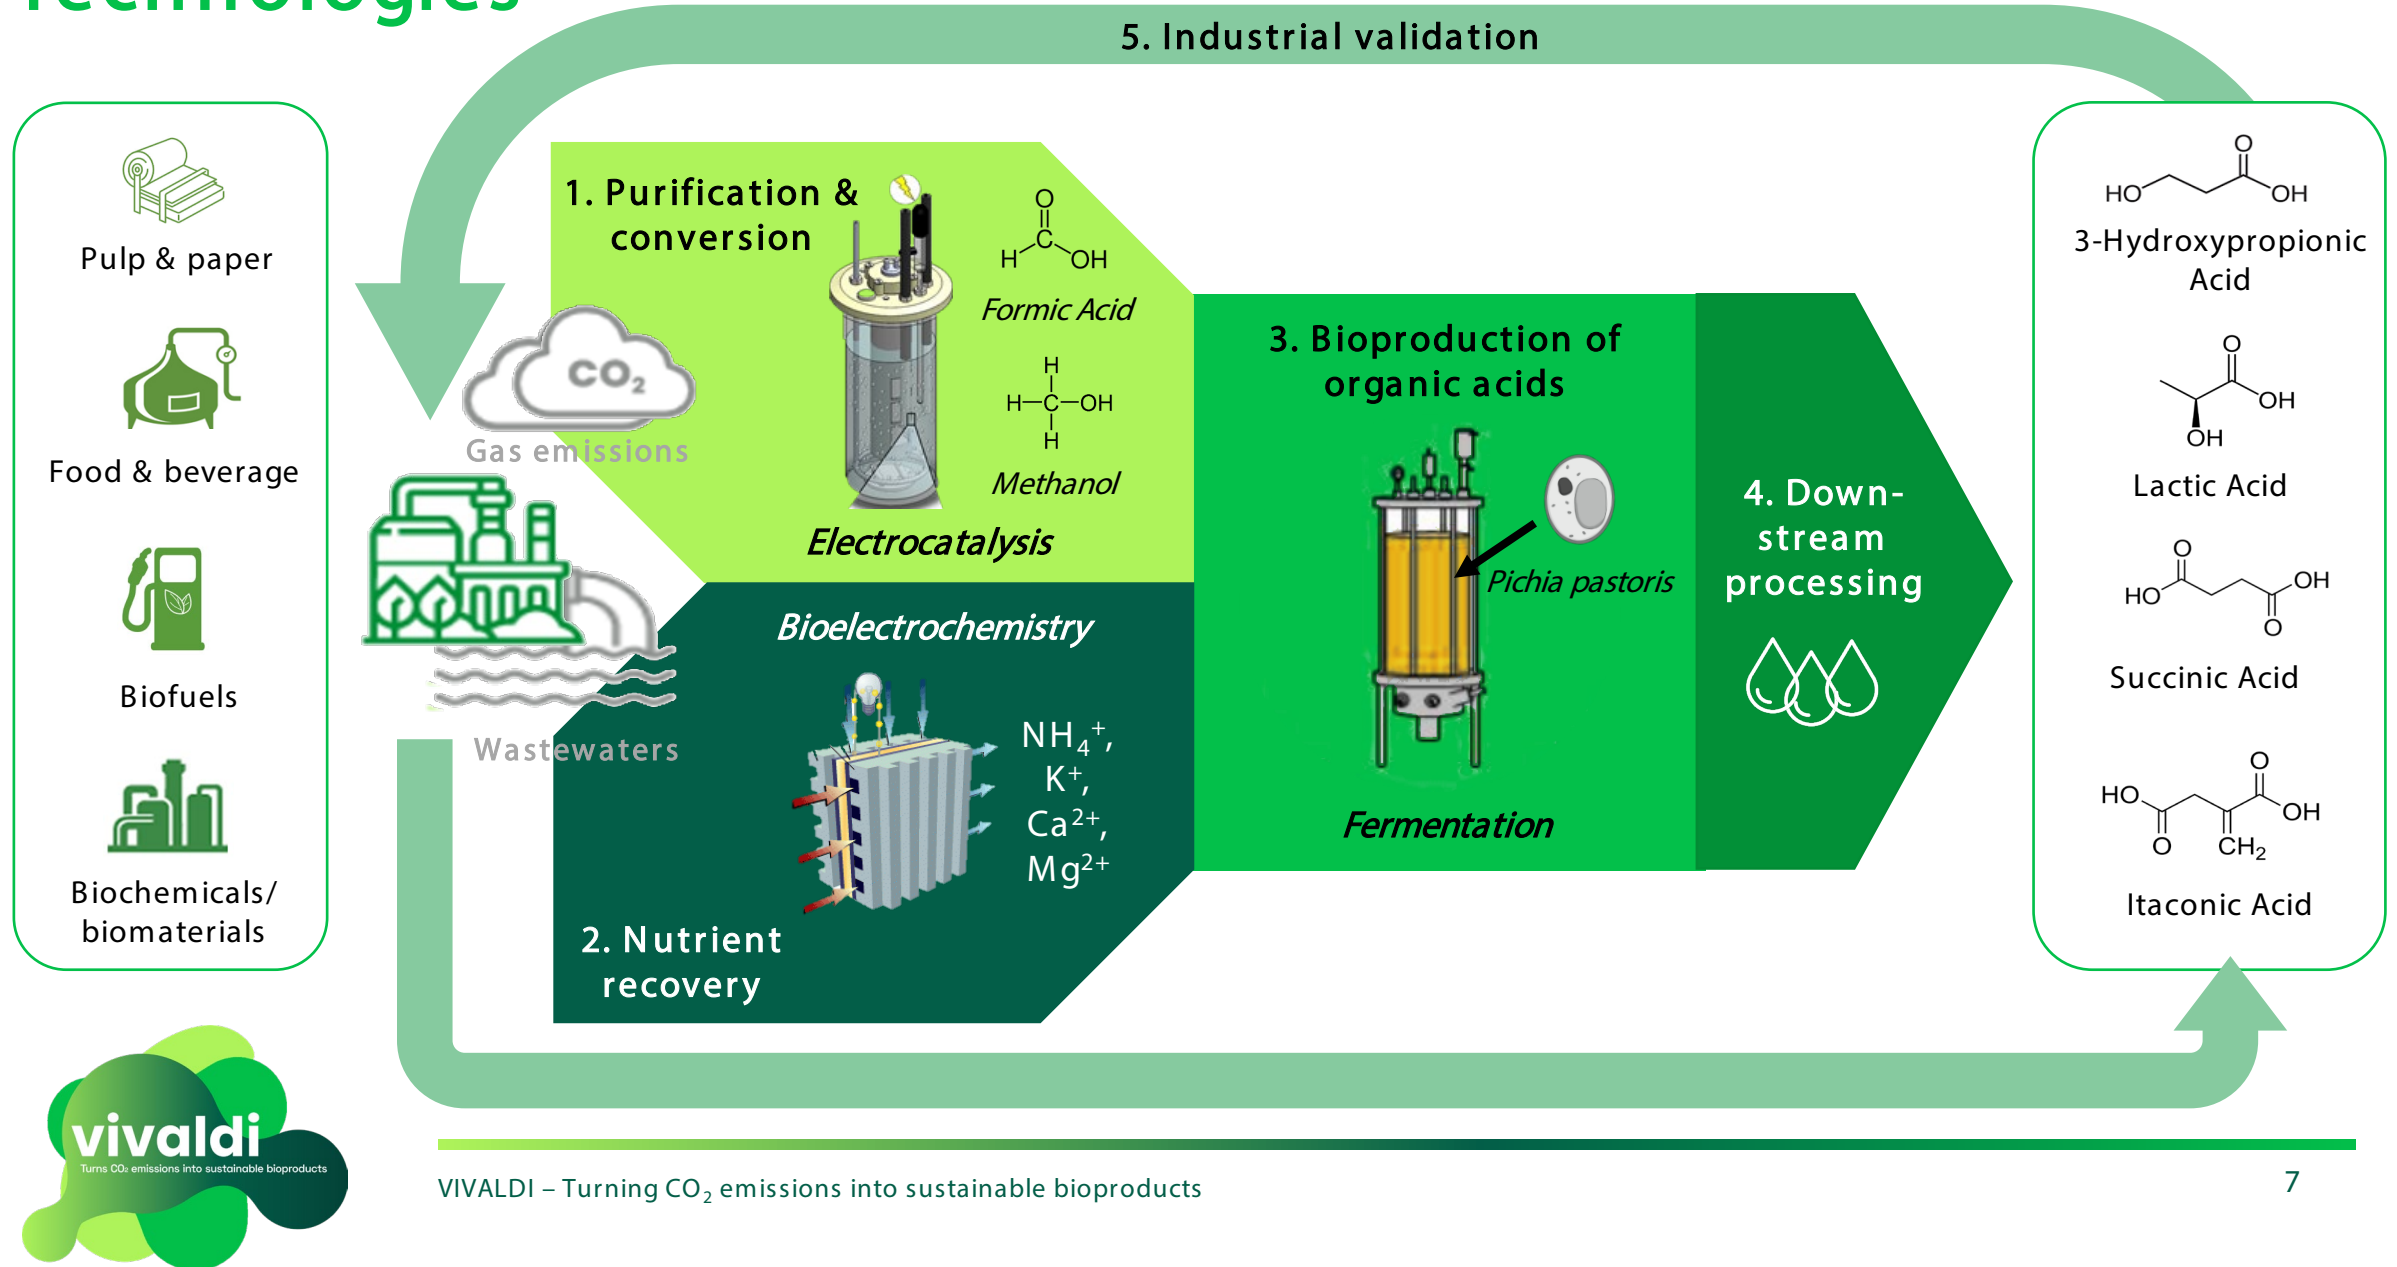 Technologies
5. Industrial validation
Pulp & paper
Food & beverage
Biofuels
Biochemicals/
biomaterials
CO₂
Gas emissions
Wastewaters
1. Purification &
conversion
O
H
C
OH
Formic Acid
H
H—C—OH
H
Methanol
Electrocatalysis
Bioelectrochemistry
NH₄⁺,
K⁺,
Ca²⁺,
Mg²⁺
2. Nutrient
recovery
3. Bioproduction of
organic acids
Pichia pastoris
Fermentation
4. Down-
stream
processing
O
HO
OH
3-Hydroxypropionic
Acid
O
OH
OH
Lactic Acid
O
OH
HO
O
Succinic Acid
O
HO
OH
O
CH₂
Itaconic Acid
vivaldi
Turns CO₂ emissions into sustainable bioproducts
VIVALDI – Turning CO₂ emissions into sustainable bioproducts
7